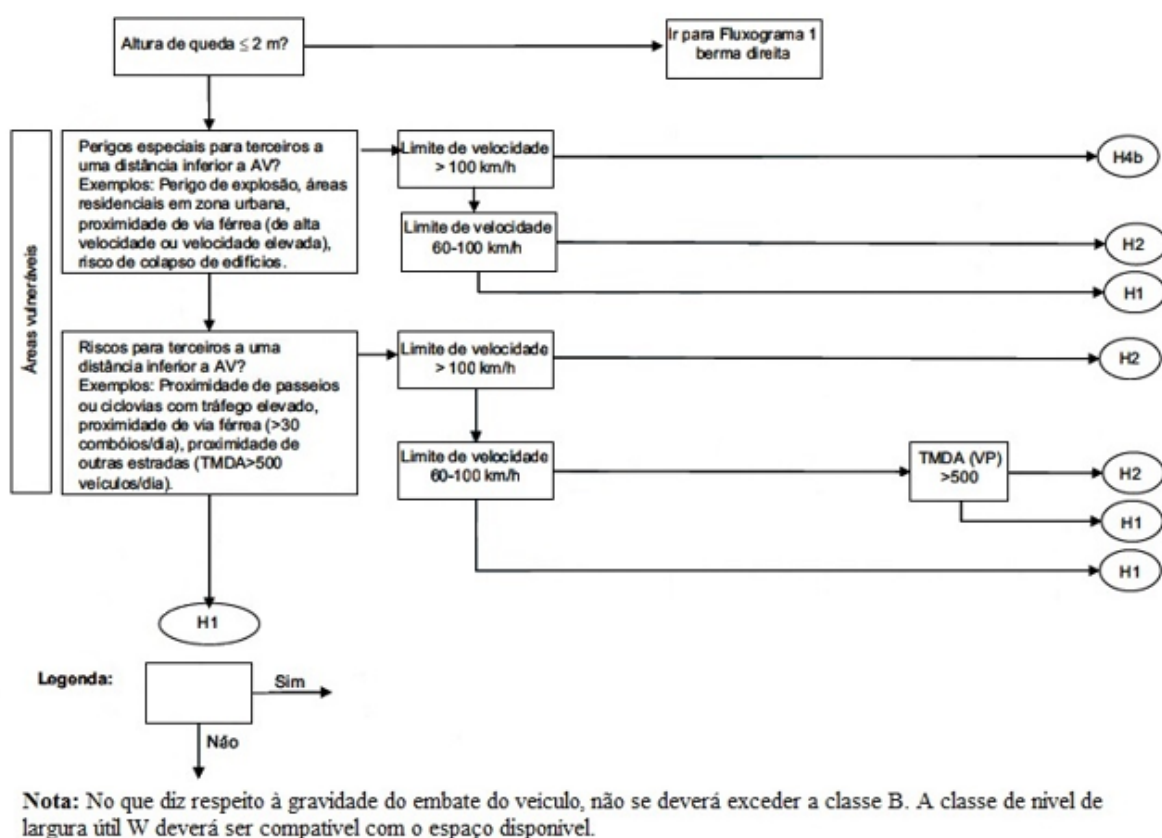 Altura de queda ≤ 2 m?
Ir para Fluxograma 1
berma direita
Áreas vulneráveis
Perigos especiais para terceiros a
uma distância inferior a AV?
Exemplos: Perigo de explosão, áreas
residenciais em zona urbana,
proximidade de via férrea (de alta
velocidade ou velocidade elevada),
risco de colapso de edifícios.
Limite de velocidade
> 100 km/h
H4b
Limite de velocidade
60-100 km/h
H2
H1
Riscos para terceiros a uma
distância inferior a AV?
Exemplos: Proximidade de passeios
ou ciclovias com tráfego elevado,
proximidade de via férrea (>30
combóios/dia), proximidade de
outras estradas (TMDA>500
veículos/dia).
Limite de velocidade
> 100 km/h
H2
Limite de velocidade
60-100 km/h
TMDA (VP)
>500
H2
H1
H1
H1
Legenda:
Sim
Não
Nota: No que diz respeito à gravidade do embate do veiculo, não se deverá exceder a classe B. A classe de nivel de
largura útil W deverá ser compativel com o espaço disponivel.